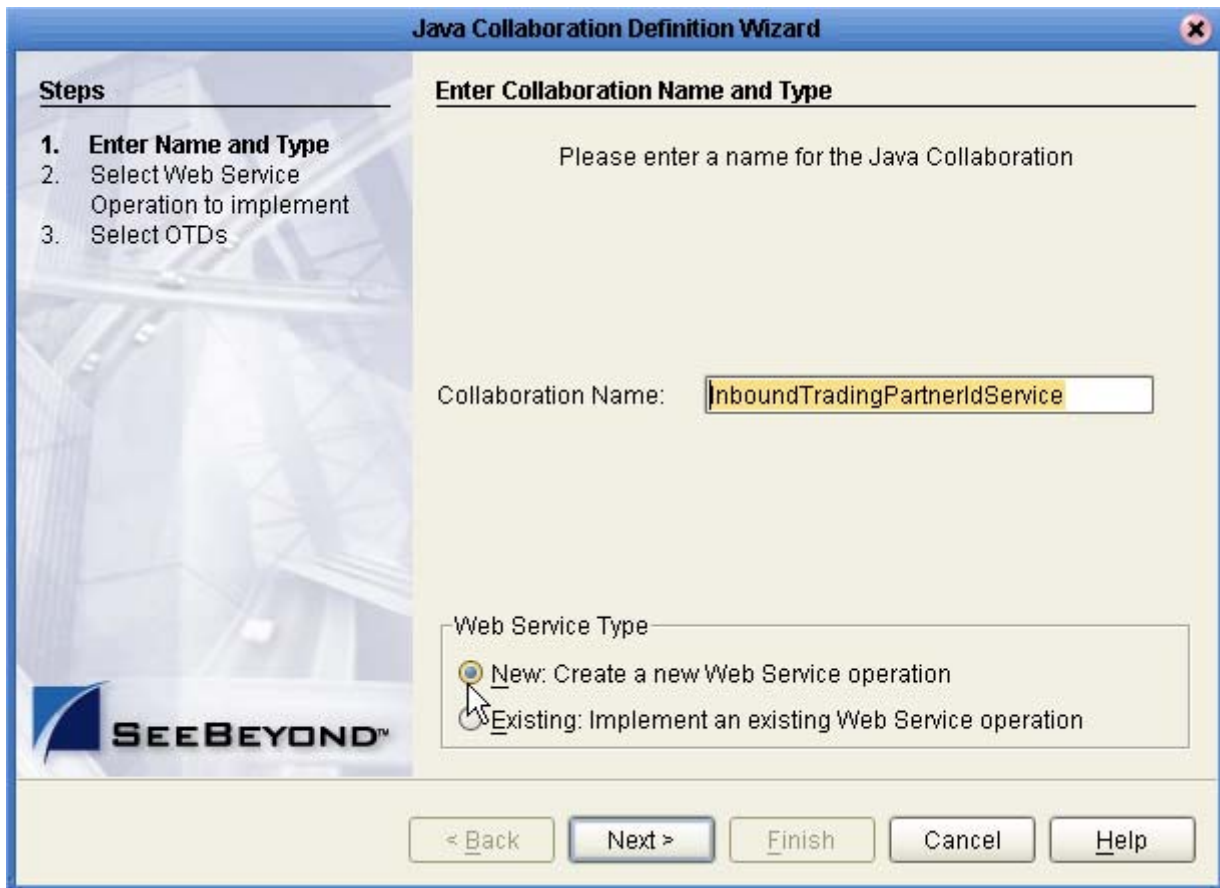 Java Collaboration Definition Wizard
Steps
1. Enter Name and Type
2. Select Web Service
Operation to implement
3. Select OTDs
SEEBEYOND™
Enter Collaboration Name and Type
Please enter a name for the Java Collaboration
Collaboration Name: InboundTradingPartnerIdService
Web Service Type
New: Create a new Web Service operation
Existing: Implement an existing Web Service operation
< Back Next > Finish Cancel Help